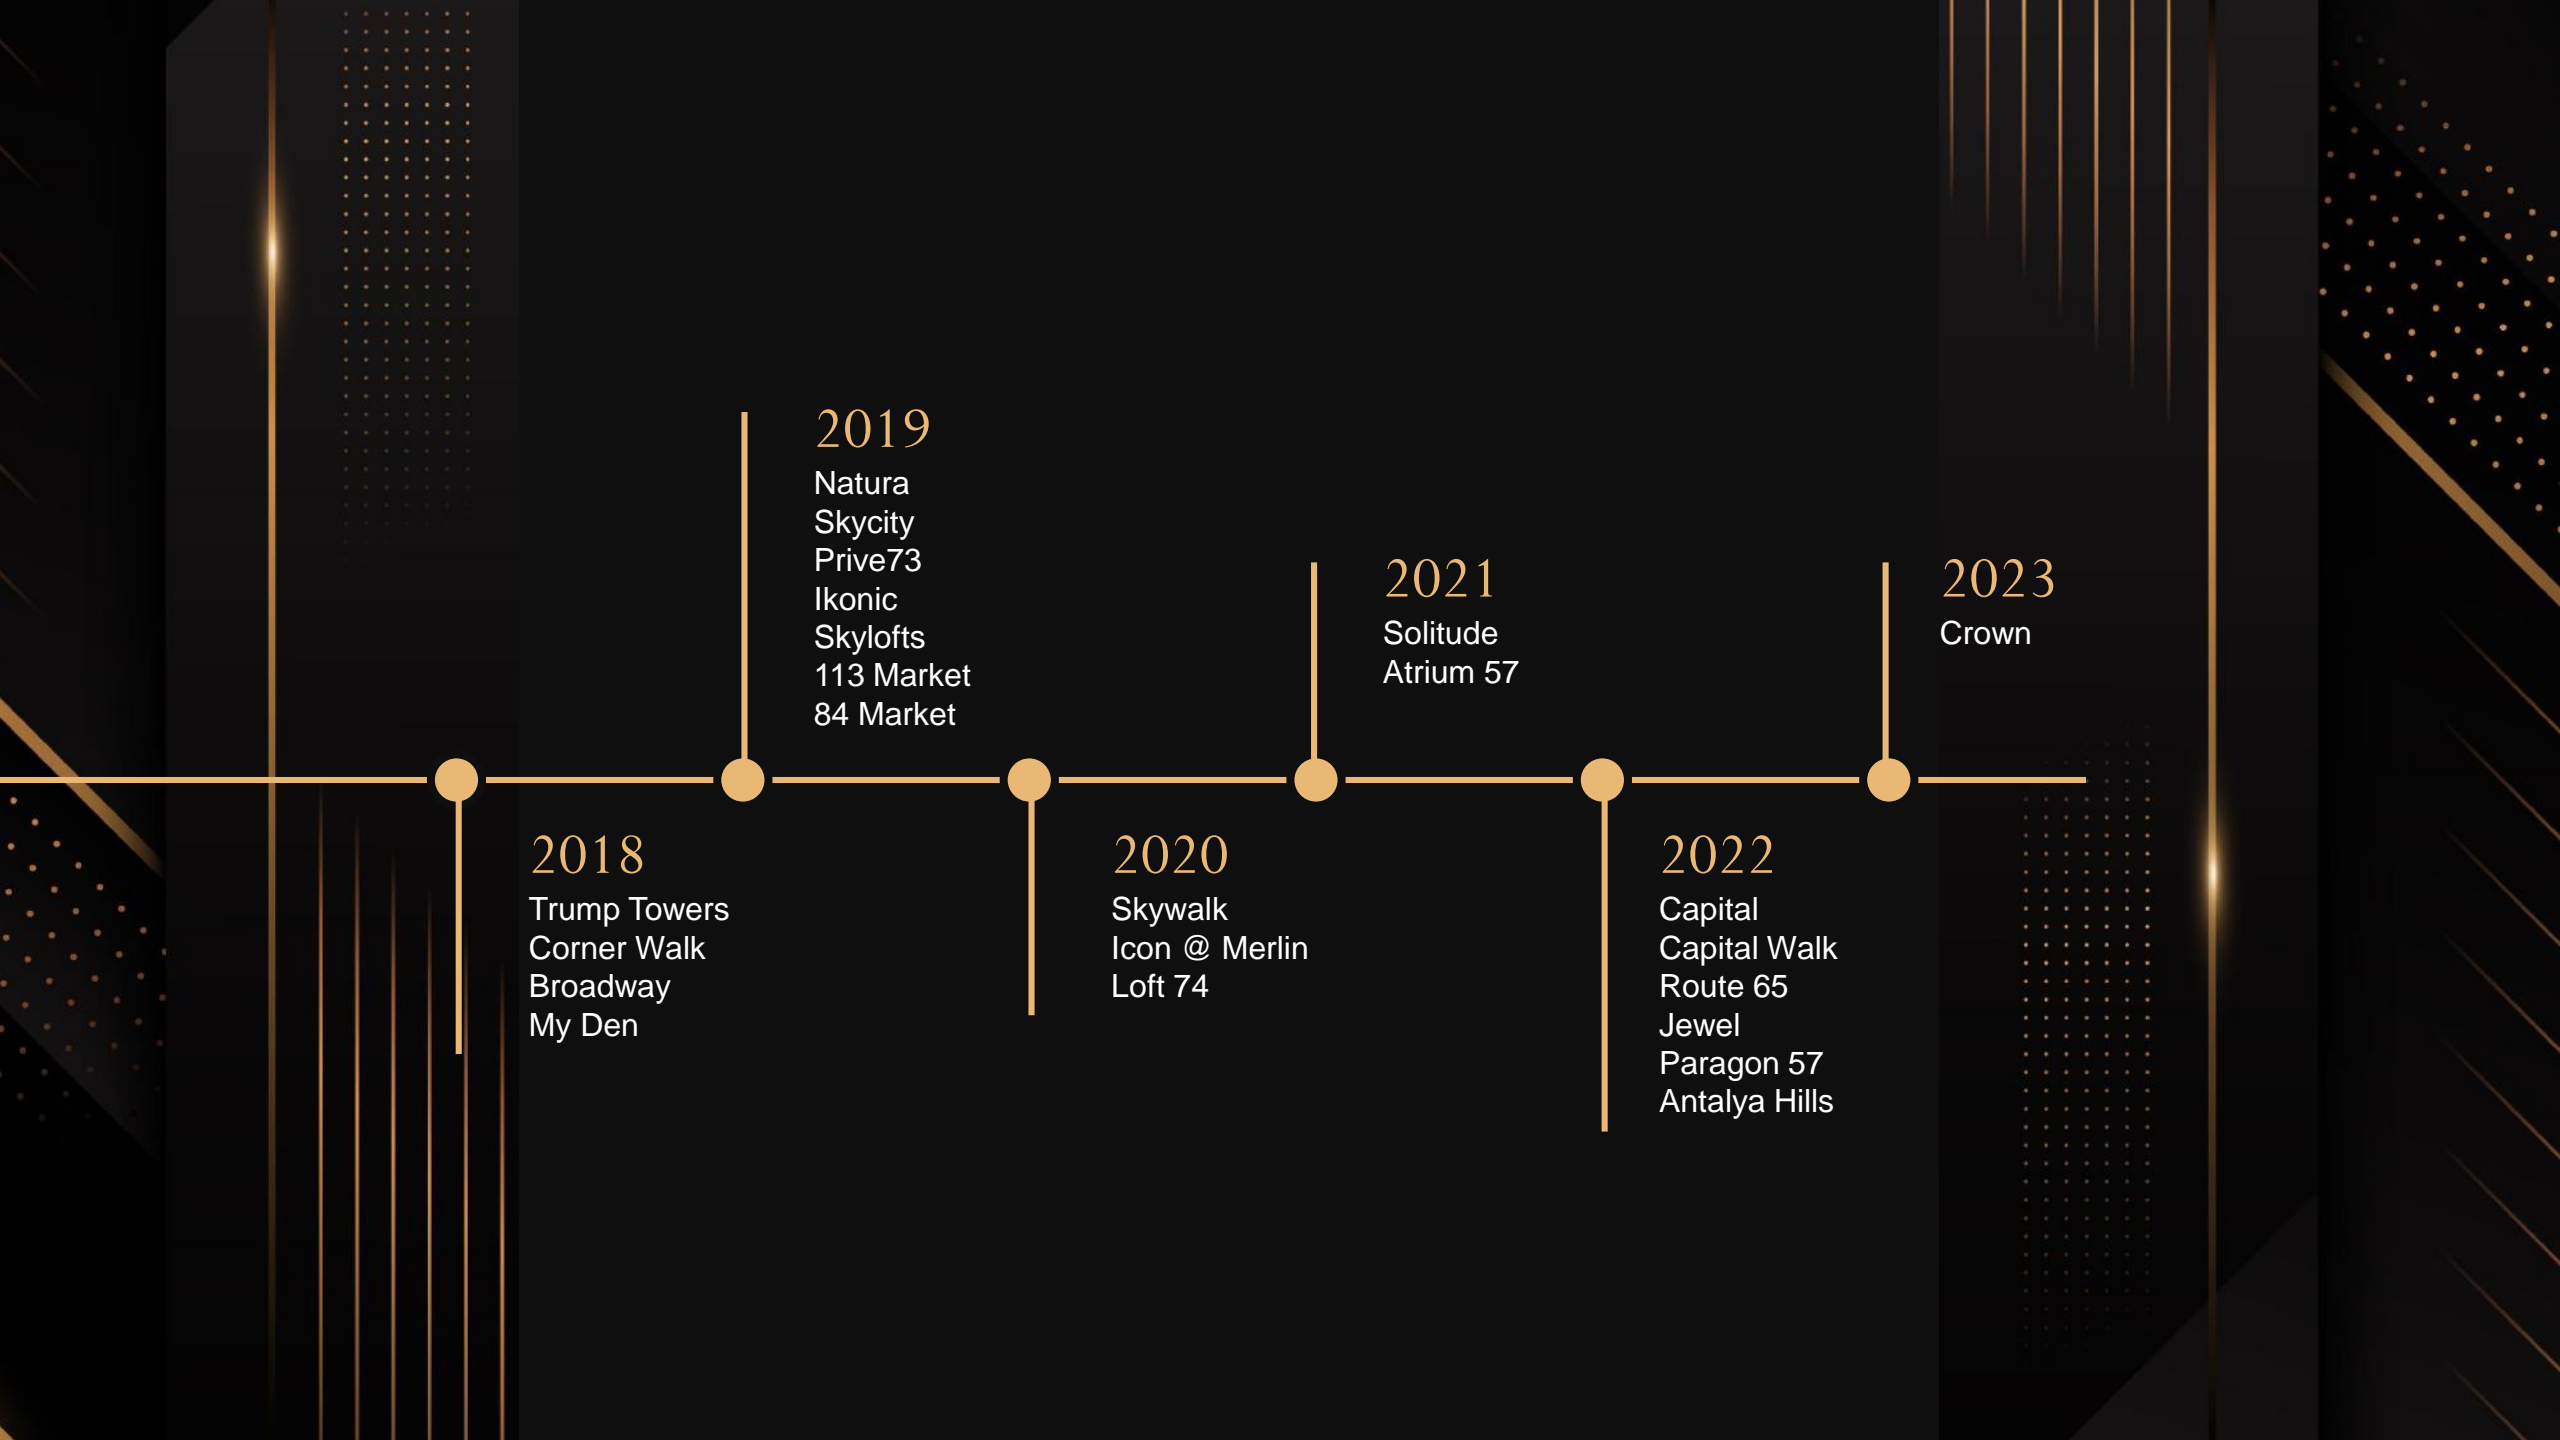 2018
Trump Towers
Corner Walk
Broadway
My Den
2019
Natura
Skycity
Prive73
Ikonic
Skylofts
113 Market
84 Market
2020
Skywalk
Icon @ Merlin
Loft 74
2021
Solitude
Atrium 57
2022
Capital
Capital Walk
Route 65
Jewel
Paragon 57
Antalya Hills
2023
Crown